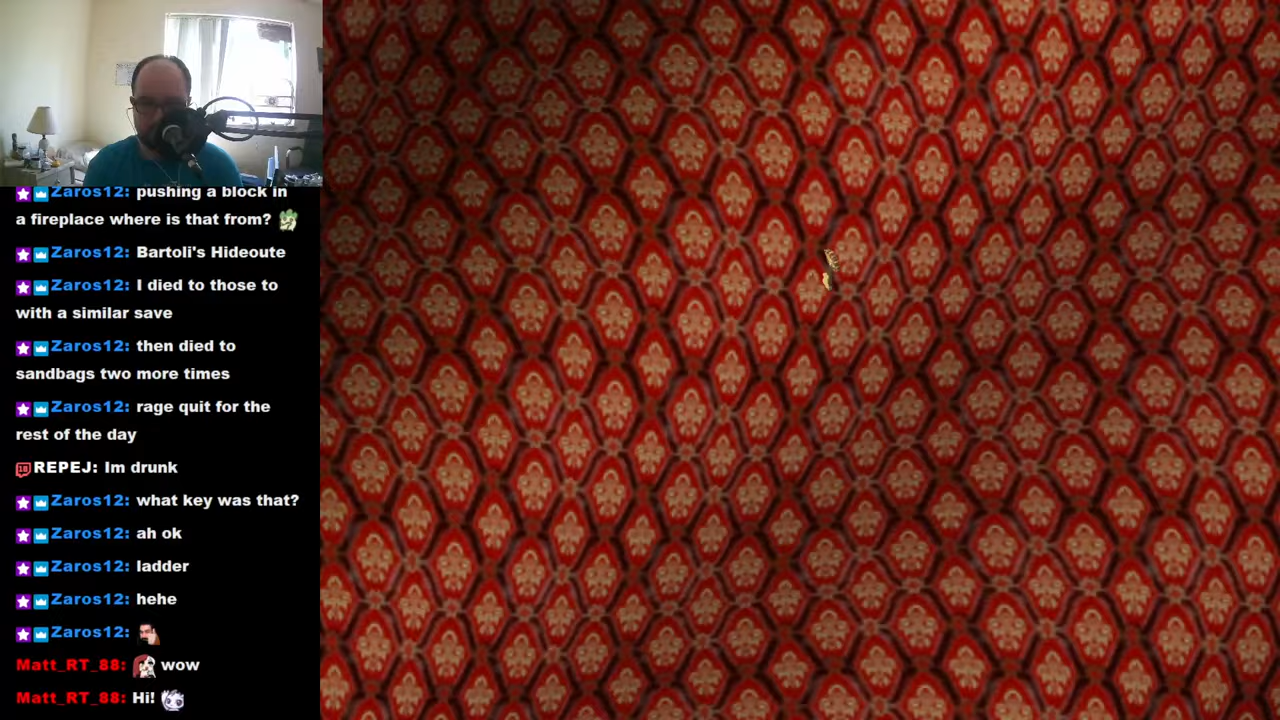 Zaros12: pushing a block in
a fireplace where is that from?
Zaros12: Bartoli's Hideoute
Zaros12: I died to those to
with a similar save
Zaros12: then died to
sandbags two more times
Zaros12: rage quit for the
rest of the day
REPEJ: Im drunk
Zaros12: what key was that?
Zaros12: ah ok
Zaros12: ladder
Zaros12: hehe
Zaros12:
Matt_RT_88: wow
Matt_RT_88: Hi!